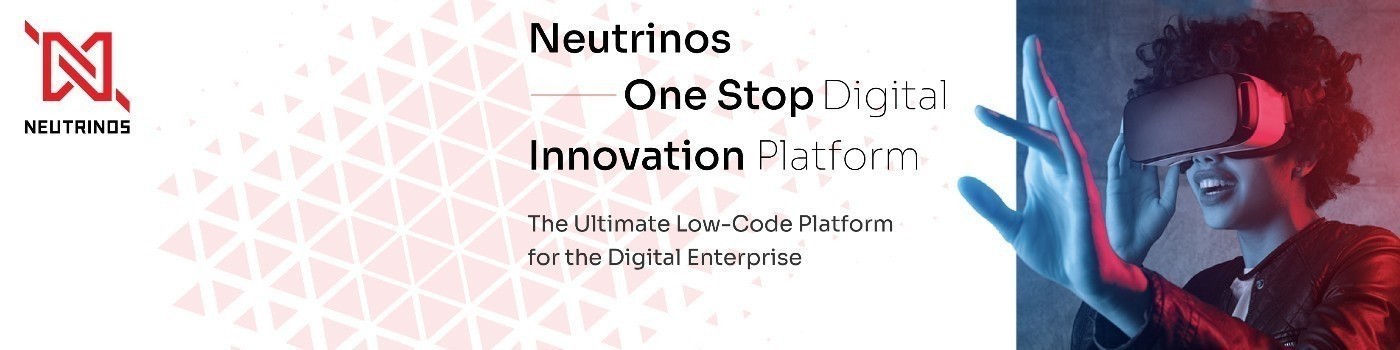 NEUTRINOS
Neutrinos
One Stop Digital
Innovation Platform
The Ultimate Low-Code Platform
for the Digital Enterprise